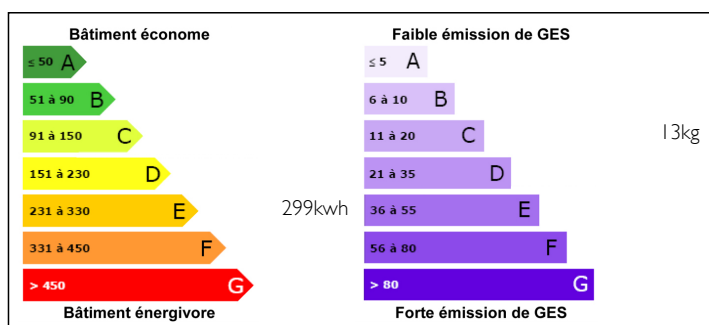 Bâtiment économe
≤ 50 A
51 à 90 B
91 à 150 C
151 à 230 D
231 à 330 E
299kwh
331 à 450 F
> 450 G
Bâtiment énergivore
Faible émission de GES
≤ 5 A
6 à 10 B
11 à 20 C
13kg
21 à 35 D
36 à 55 E
56 à 80 F
> 80 G
Forte émission de GES